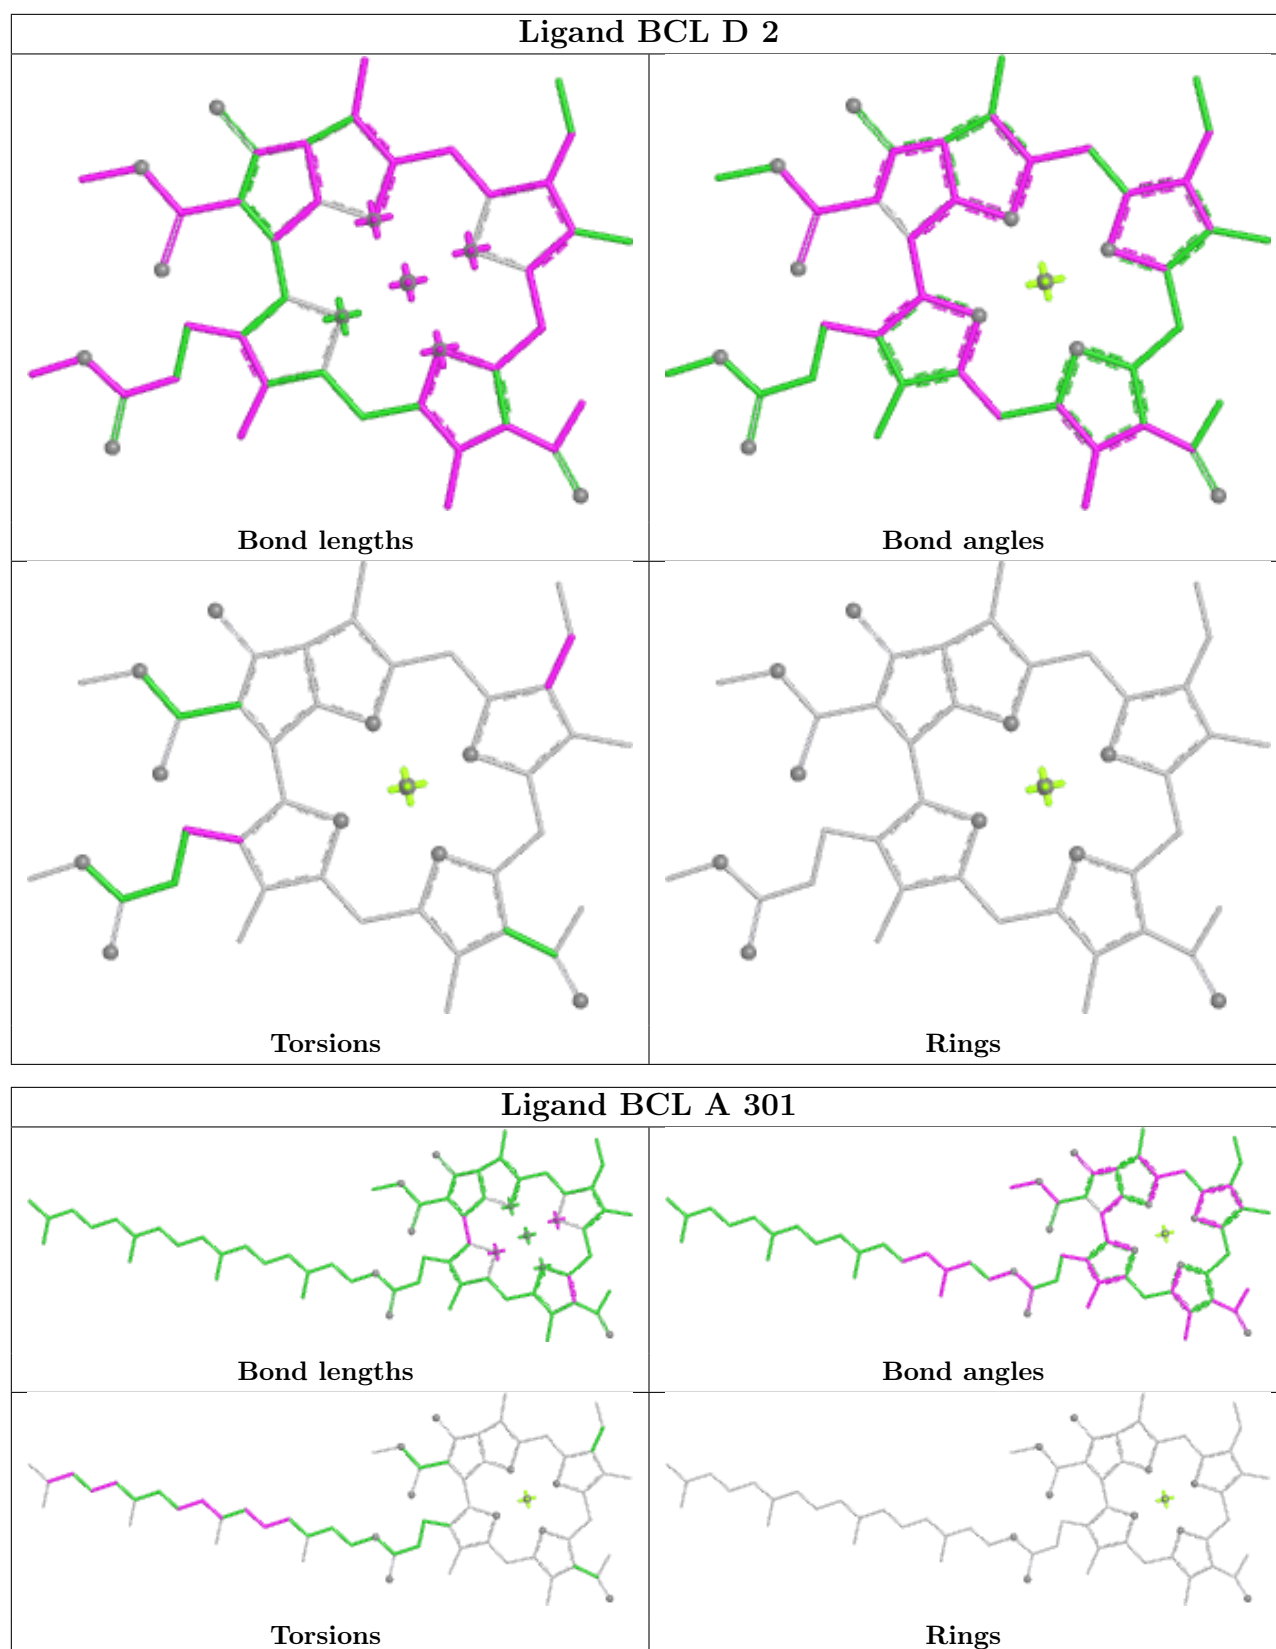 Ligand BCL D 2
Bond lengths
Bond angles
Torsions
Rings
Ligand BCL A 301
Bond lengths
Bond angles
Torsions
Rings